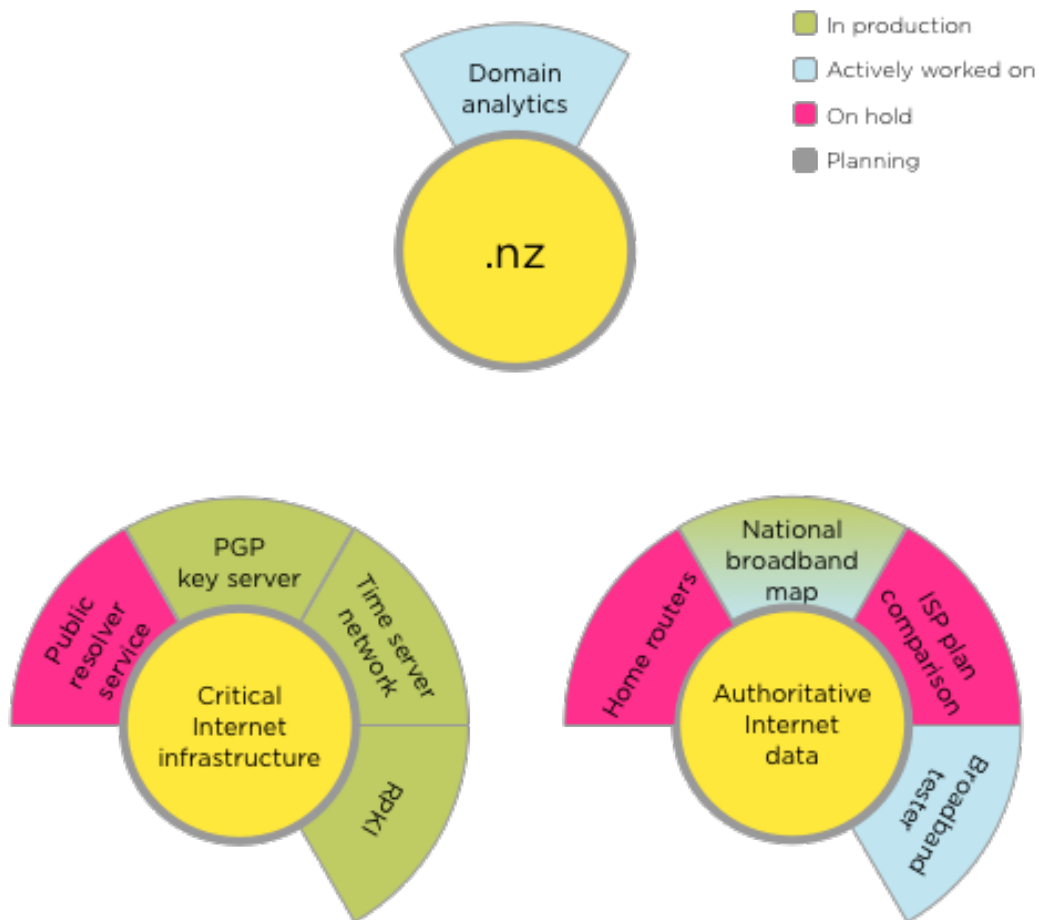 In production
Actively worked on
On hold
Planning
Domain
analytics
.nz
PGP
key server
Time server
network
Public
resolver
service
Critical
Internet
infrastructure
RPKI
National
broadband
map
Home routers
ISP plan
comparison
Authoritative
Internet
data
Broadband
tester